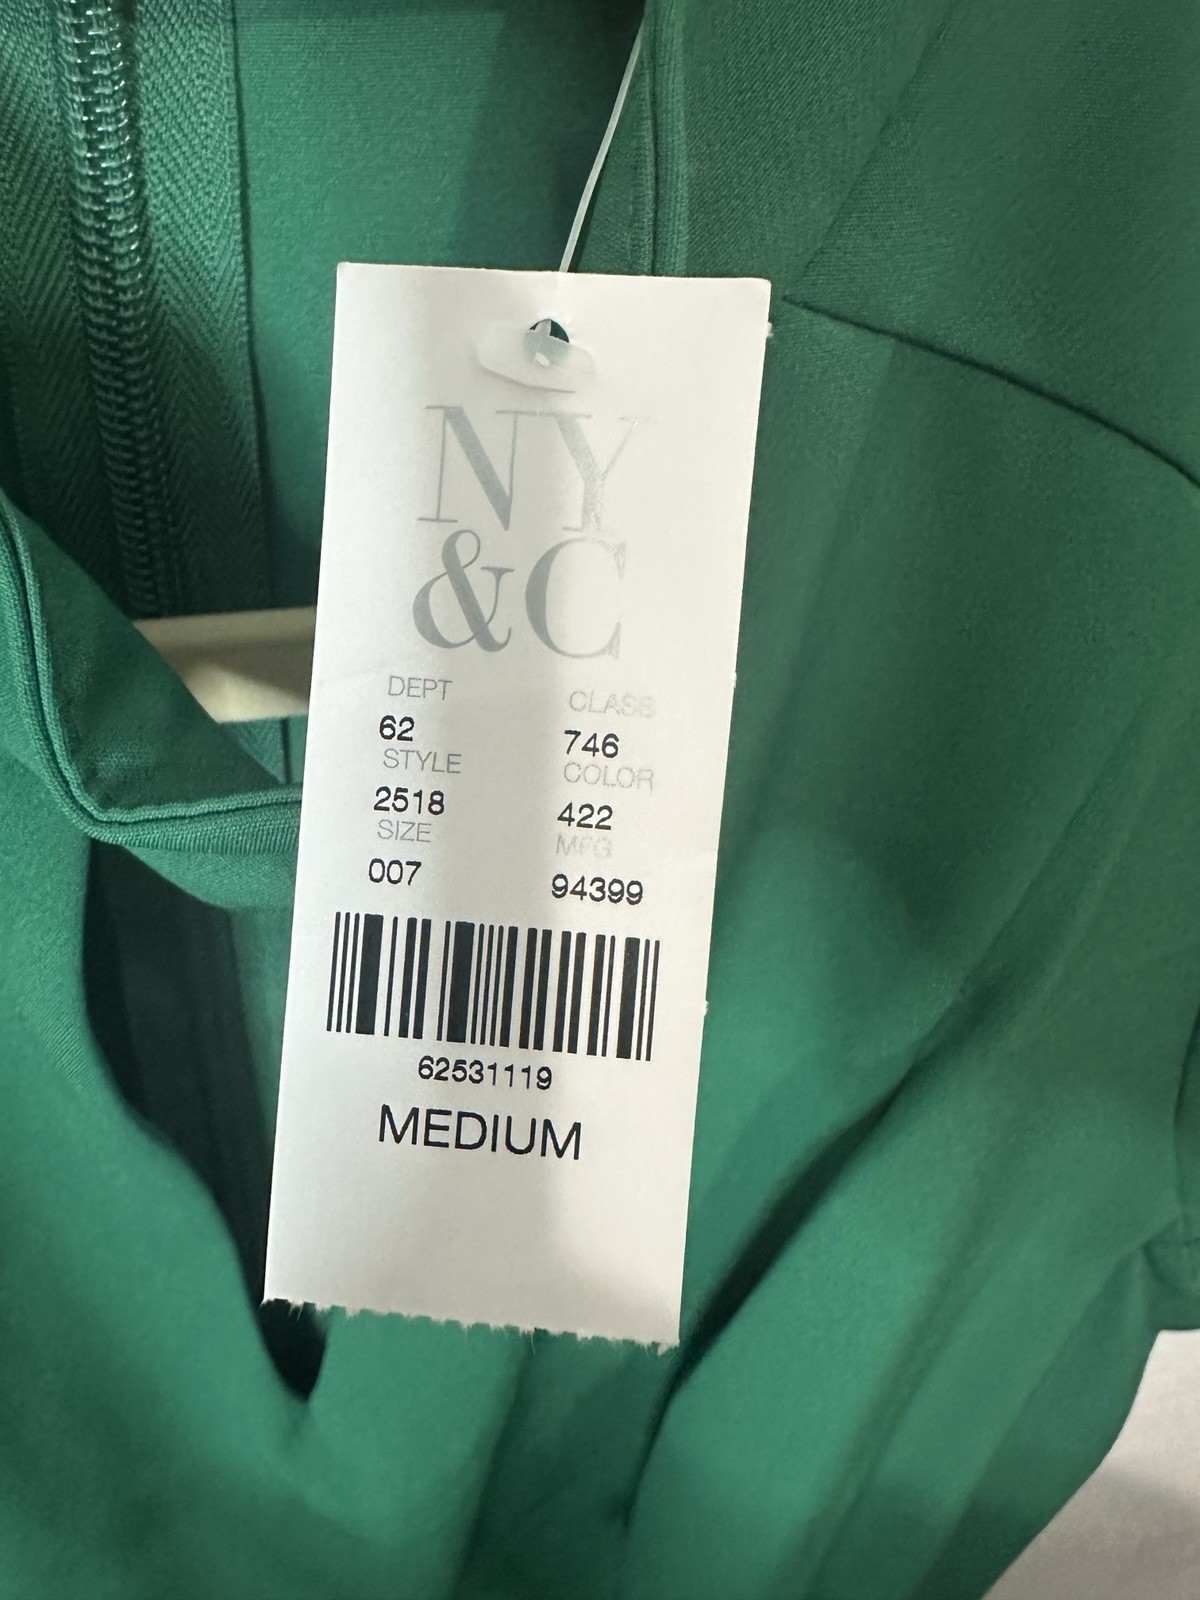 NY
&C
DEPT CLASS
62 746
STYLE COLOR
2518 422
SIZE MFG
007 94399
62531119
MEDIUM